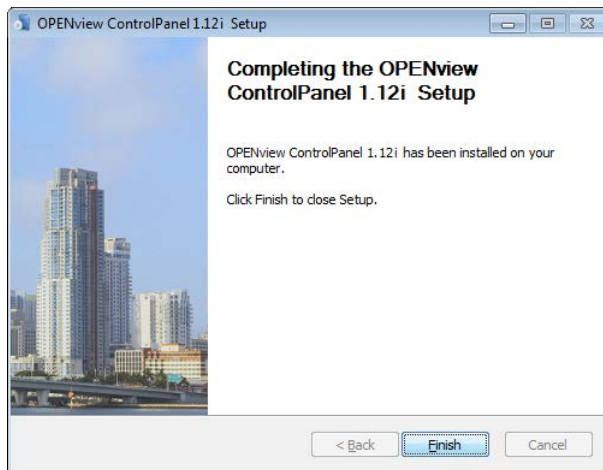 OPENview ControlPanel 1.12i Setup
Completing the OPENview
ControlPanel 1.12i Setup
OPENview ControlPanel 1.12i has been installed on your
computer.
Click Finish to close Setup.
< Back Finish Cancel